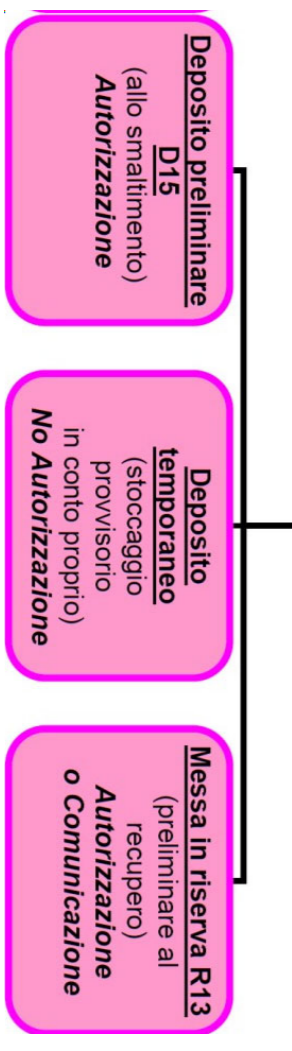 Deposito preliminare
D15
(allo smaltimento)
Autorizzazione
Deposito
temporaneo
(stoccaggio
provvisorio
in conto proprio)
No Autorizzazione
Messa in riserva R13
(preliminare al
recupero)
Autorizzazione
o Comunicazione